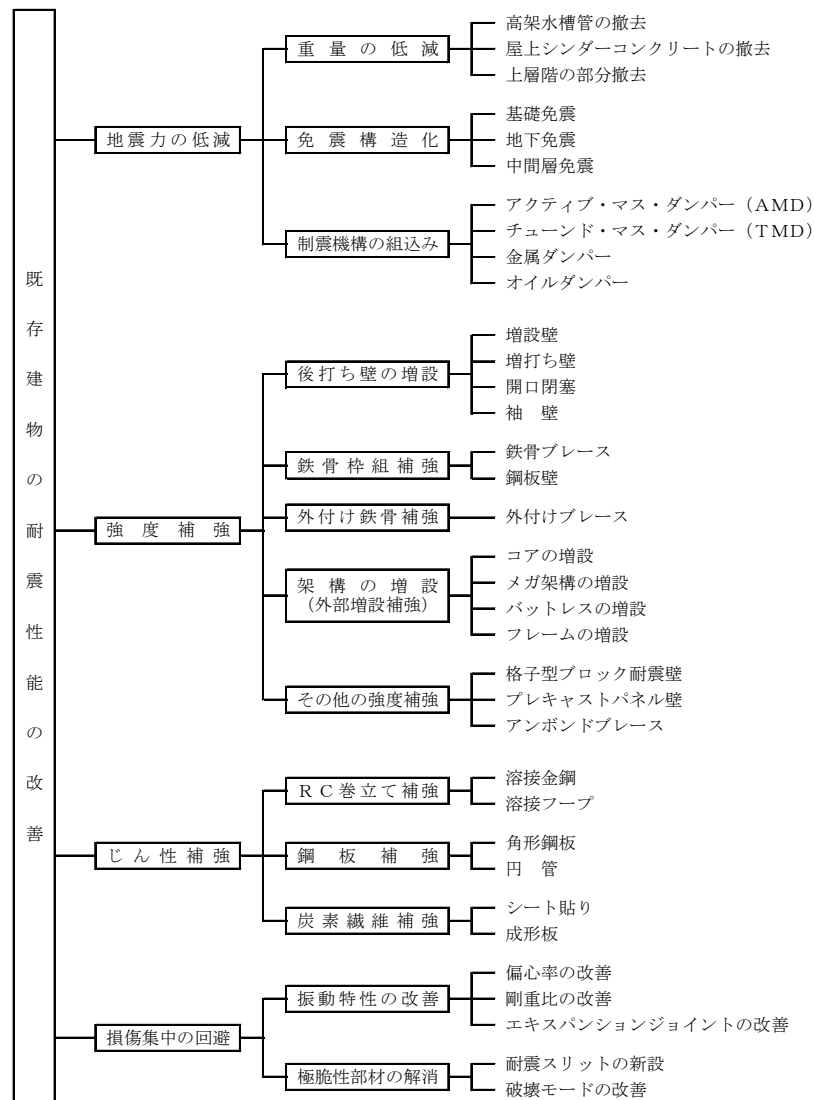 既存建物の耐震性能の改善
地震力の低減
重量の低減
高架水槽管の撤去
屋上シンダーコンクリートの撤去
上層階の部分撤去
免震構造化
基礎免震
地下免震
中間層免震
制震機構の組込み
アクティブ・マス・ダンパー（AMD）
チューンド・マス・ダンパー（TMD）
金属ダンパー
オイルダンパー
強度補強
後打ち壁の増設
増設壁
増打ち壁
開口閉塞
袖　壁
鉄骨枠組補強
鉄骨ブレース
鋼板壁
外付け鉄骨補強
外付けブレース
架構の増設
（外部増設補強）
コアの増設
メガ架構の増設
バットレスの増設
フレームの増設
その他の強度補強
格子型ブロック耐震壁
プレキャストパネル壁
アンボンドブレース
じん性補強
RC巻立て補強
溶接金鋼
溶接フープ
鋼板補強
角形鋼板
円　管
炭素繊維補強
シート貼り
成形板
損傷集中の回避
振動特性の改善
偏心率の改善
剛重比の改善
エキスパンションジョイントの改善
極脆性部材の解消
耐震スリットの新設
破壊モードの改善